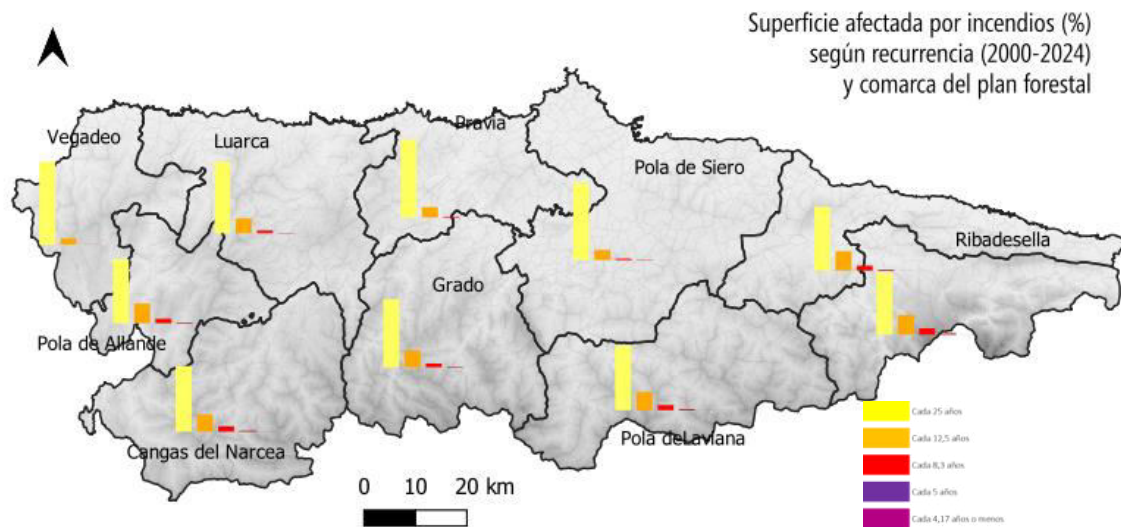 Superficie afectada por incendios (%)
según recurrencia (2000-2024)
y comarca del plan forestal
Vegadeo
Luarca
Pravia
Pola de Siero
Ribadesella
Grado
Pola de Allande
Cangas del Narcea
Pola deLaviana
0 10 20 km
Cada 25 años
Cada 12,5 años
Cada 8,3 años
Cada 5 años
Cada 4,17 años o menos